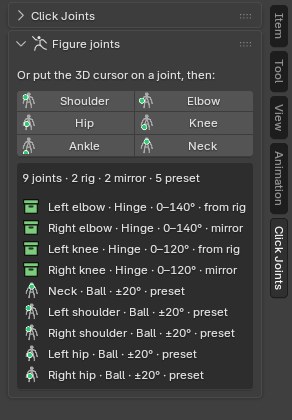 Click Joints
Figure joints
Or put the 3D cursor on a joint, then:
Shoulder
Elbow
Hip
Knee
Ankle
Neck
9 joints · 2 rig · 2 mirror · 5 preset
Left elbow · Hinge · 0–140° · from rig
Right elbow · Hinge · 0–140° · mirror
Left knee · Hinge · 0–120° · from rig
Right knee · Hinge · 0–120° · mirror
Neck · Ball · ±20° · preset
Left shoulder · Ball · ±20° · preset
Right shoulder · Ball · ±20° · preset
Left hip · Ball · ±20° · preset
Right hip · Ball · ±20° · preset
Item
Tool
View
Animation
Click Joints